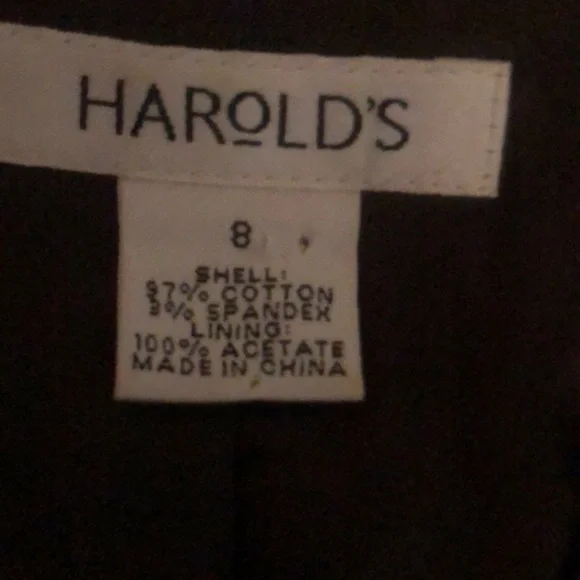 HAROLD'S
8
SHELL:
97% COTTON
3% SPANDEX
LINING:
100% ACETATE
MADE IN CHINA